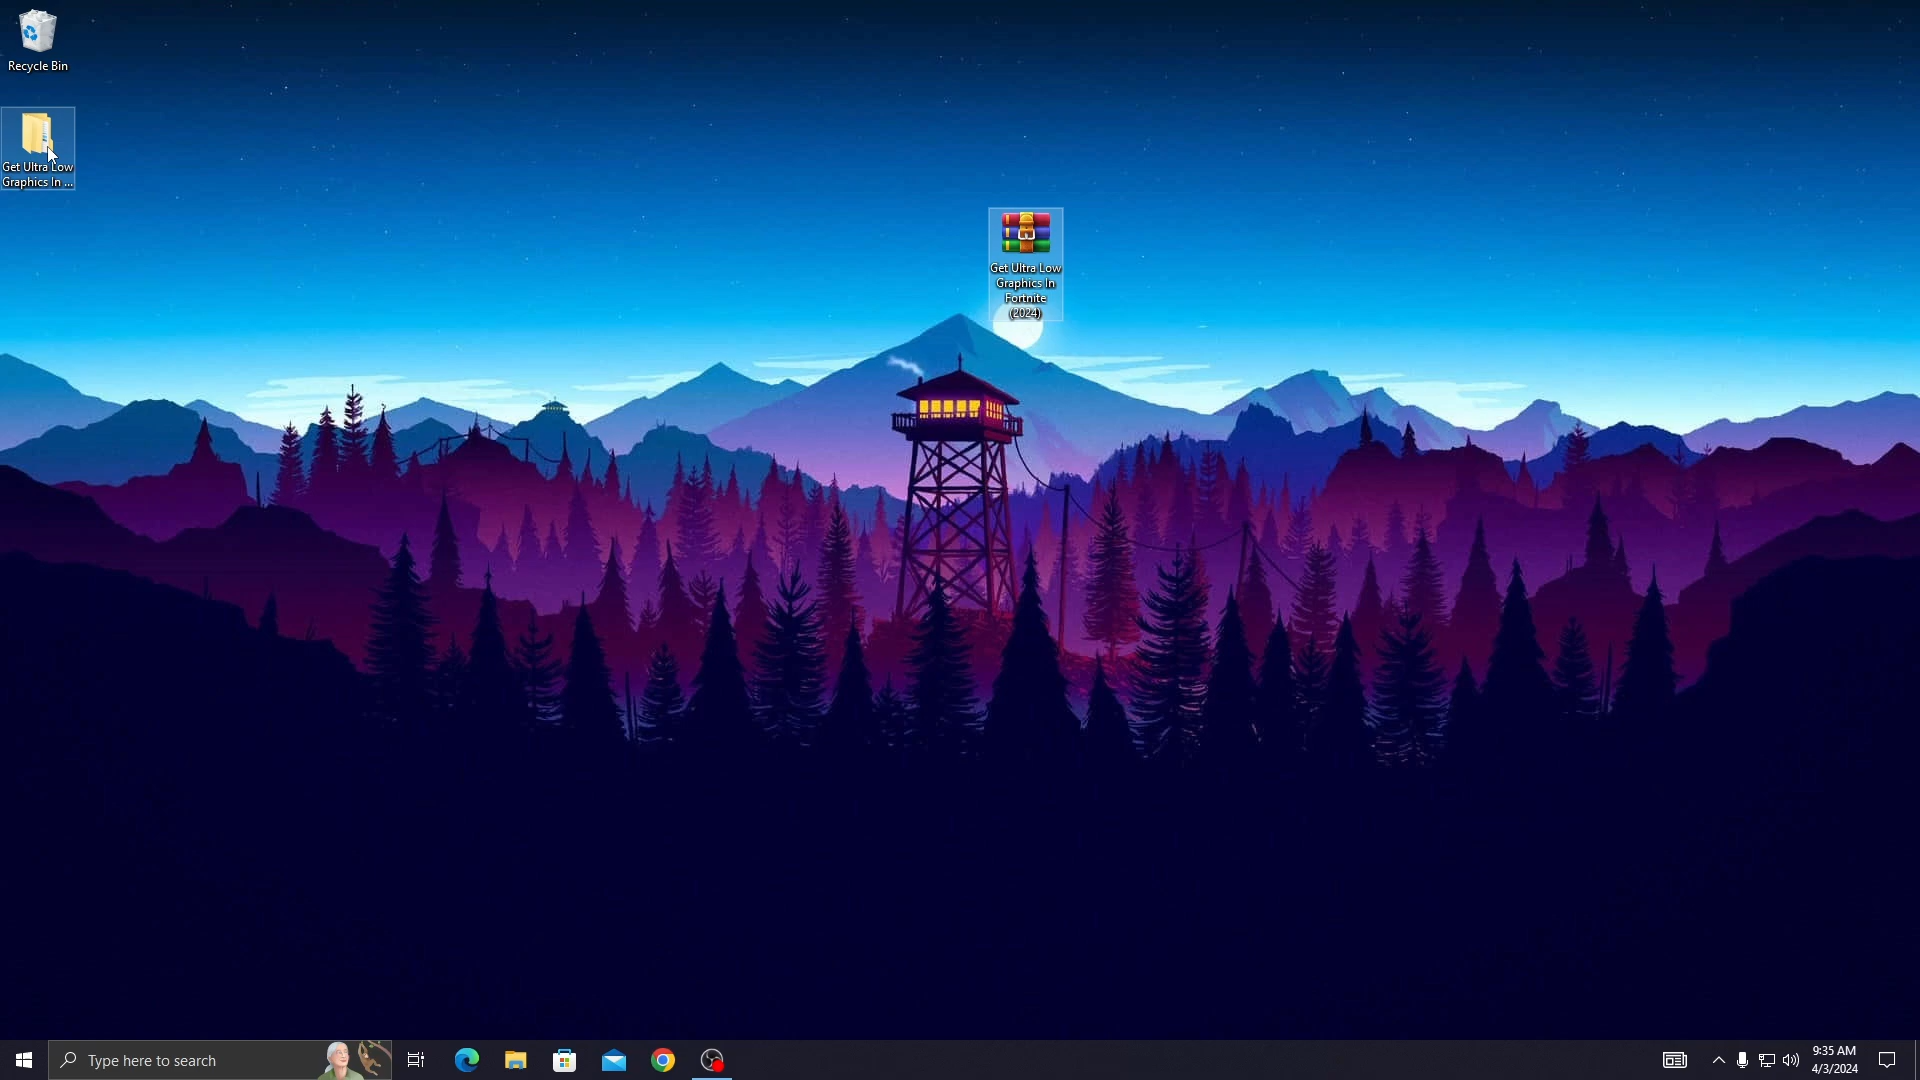 Recycle Bin
Get Ultra Low
Graphics In ...
Get Ultra Low
Graphics In
Fortnite
(2024)
Type here to search
9:35 AM
4/3/2024